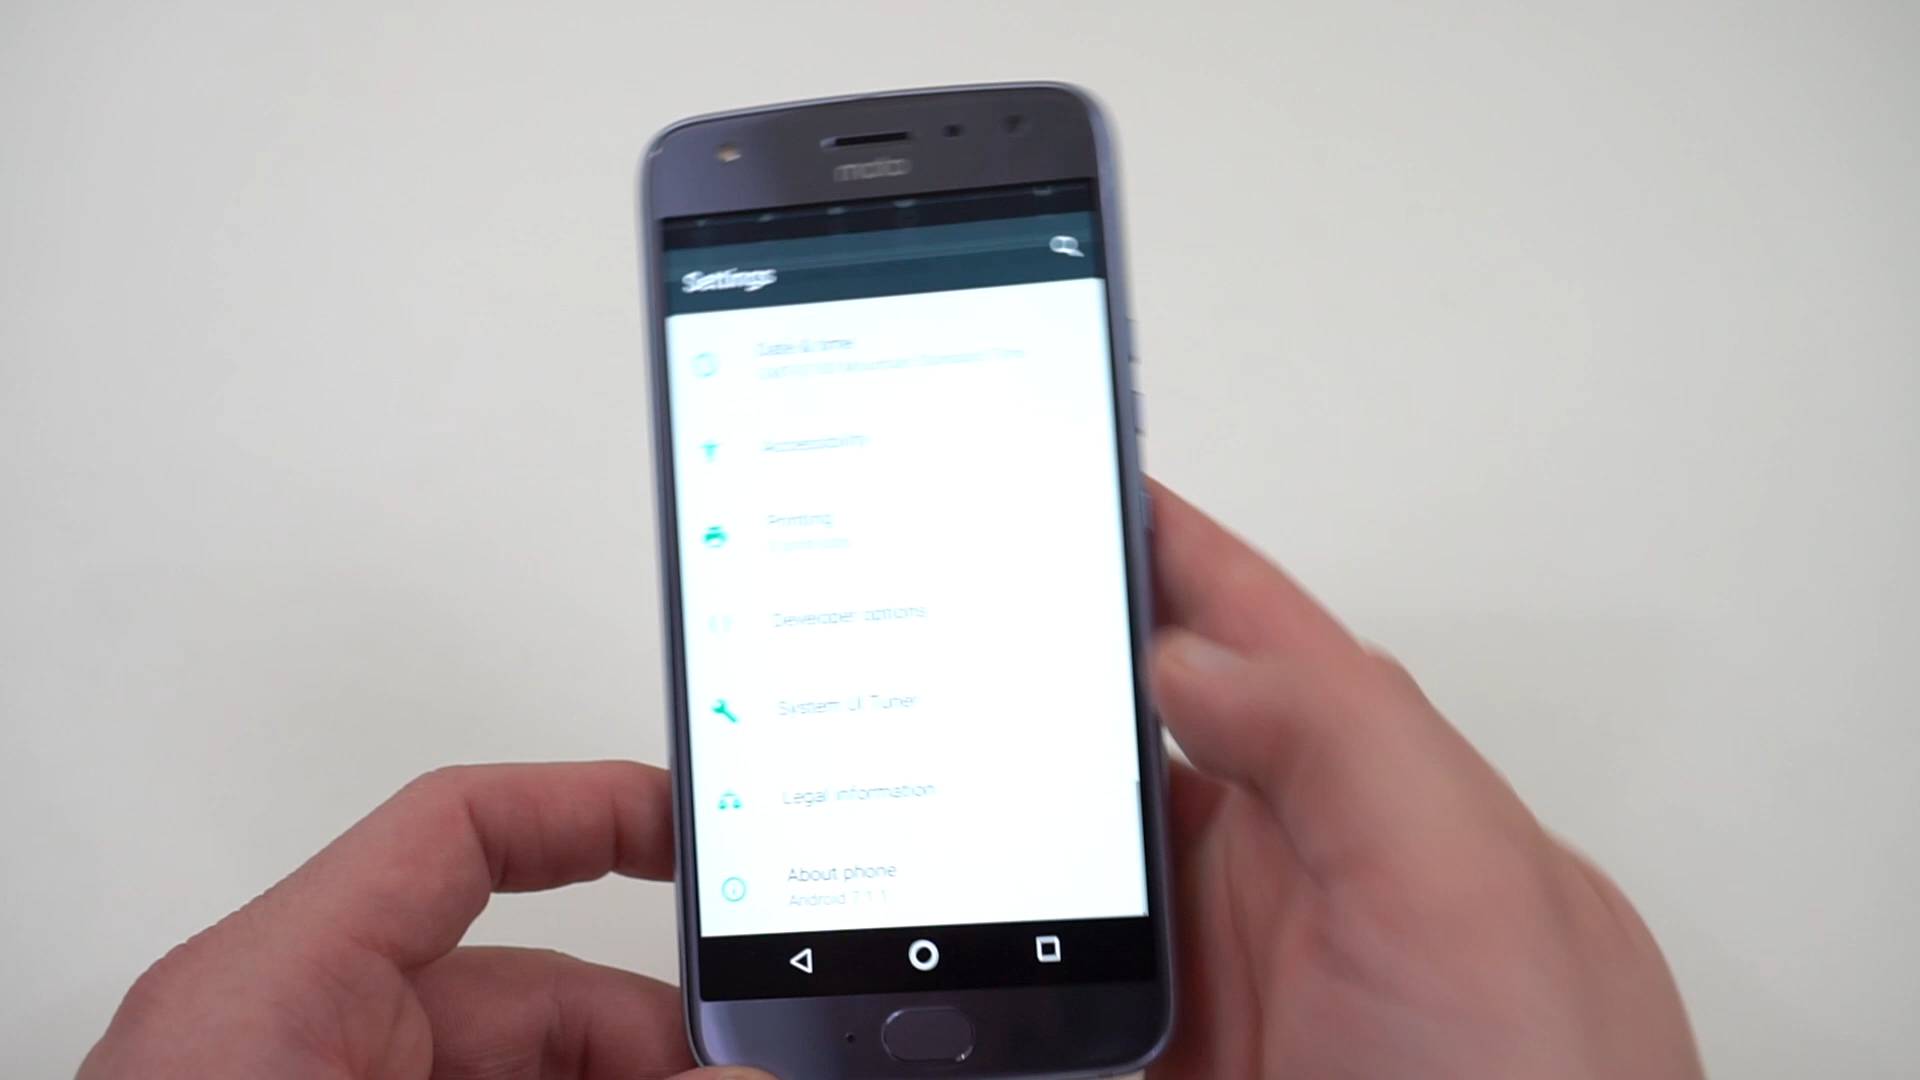 moto
Settings
Date & time
Accessibility
Printing
Developer options
System UI Tuner
Legal information
About phone
Android 7.1.1